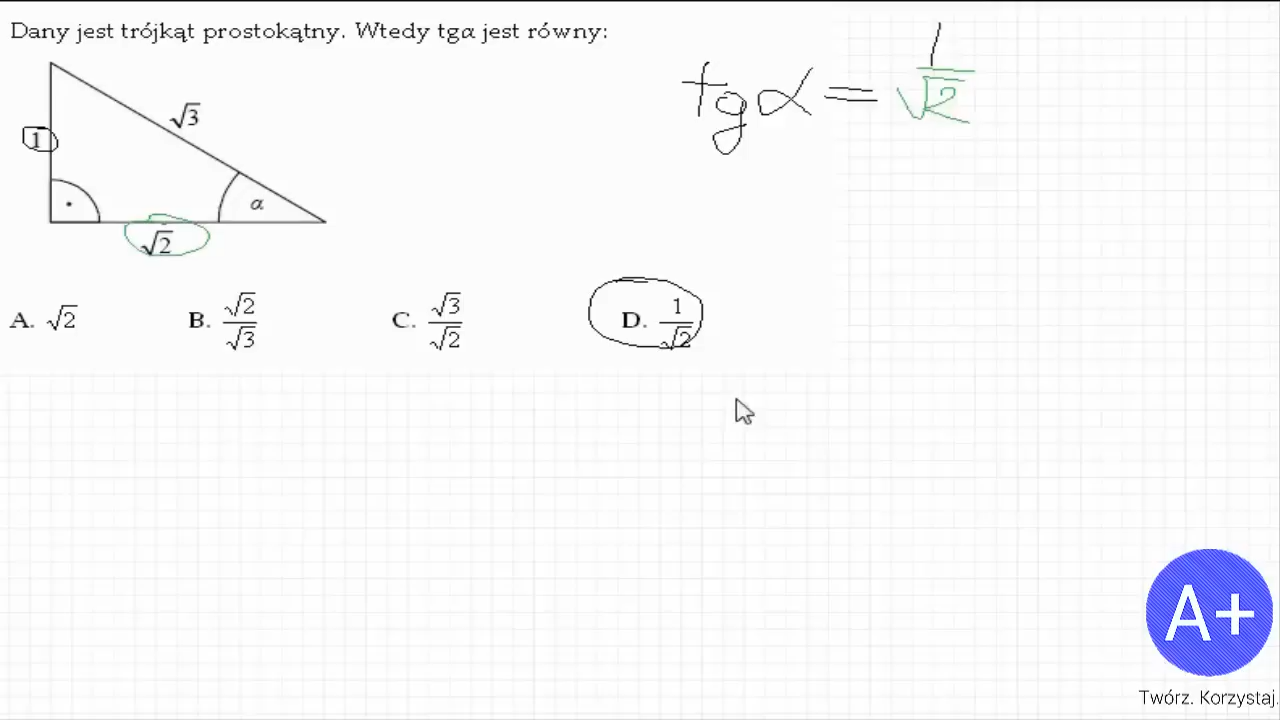 Dany jest trójkąt prostokątny. Wtedy tgα jest równy:
tgα = 1/√2
√3
1
α
√2
A. √2 B. √2/√3 C. √3/√2 D. 1/√2
A+
Twórz. Korzystaj